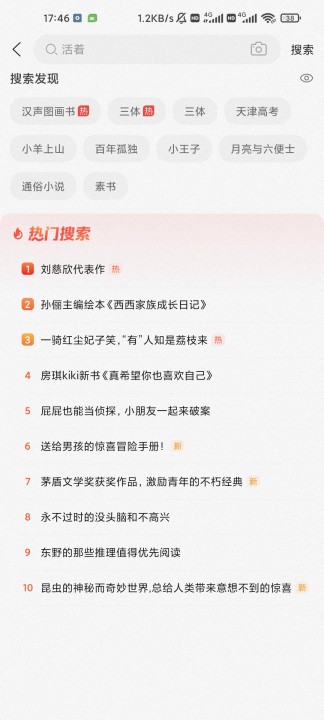 17:46 1.2KB/s HD 4G HD 4G 38
活着 搜索
搜索发现
汉声图画书 热 三体 热 三体 天津高考
小羊上山 百年孤独 小王子 月亮与六便士
通俗小说 素书
热门搜索
1 刘慈欣代表作 热
2 孙俪主编绘本《西西家族成长日记》
3 一骑红尘妃子笑，“有”人知是荔枝来 热
4 房琪kiki新书《真希望你也喜欢自己》
5 屁屁也能当侦探，小朋友一起来破案
6 送给男孩的惊喜冒险手册！ 新
7 茅盾文学奖获奖作品，激励青年的不朽经典 新
8 永不过时的没头脑和不高兴
9 东野的那些推理值得优先阅读
10 昆虫的神秘而奇妙世界,总给人类带来意想不到的惊喜 新